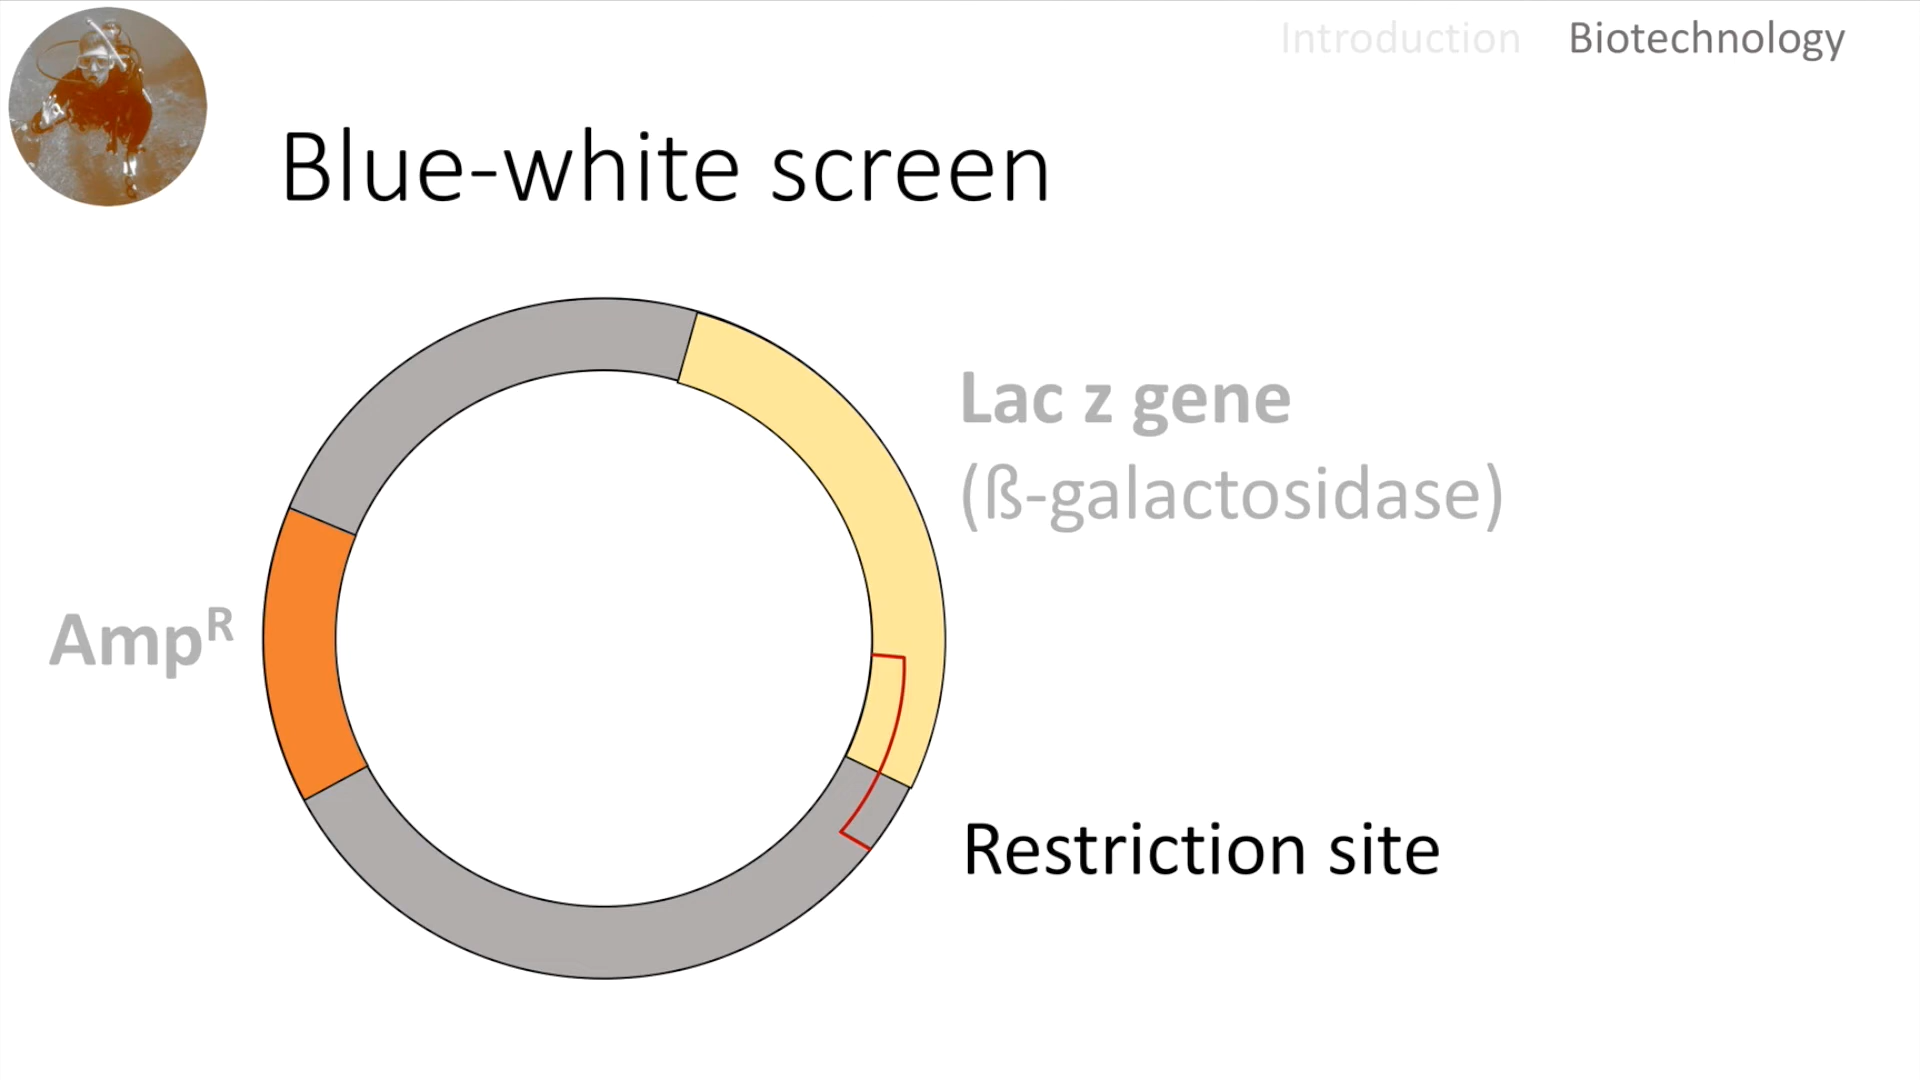 Introduction Biotechnology
Blue-white screen
Lac z gene
(ß-galactosidase)
Ampᴿ
Restriction site